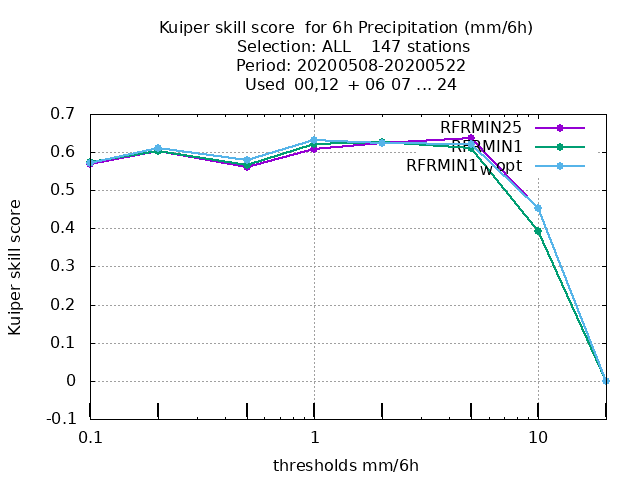 Kuiper skill score  for 6h Precipitation (mm/6h)
Selection: ALL    147 stations
Period: 20200508-20200522
Used  00,12  + 06 07 ... 24
RFRMIN25
RFRMIN1
RFRMIN1wopt
Kuiper skill score
0.7
0.6
0.5
0.4
0.3
0.2
0.1
0
-0.1
0.1
1
10
thresholds mm/6h